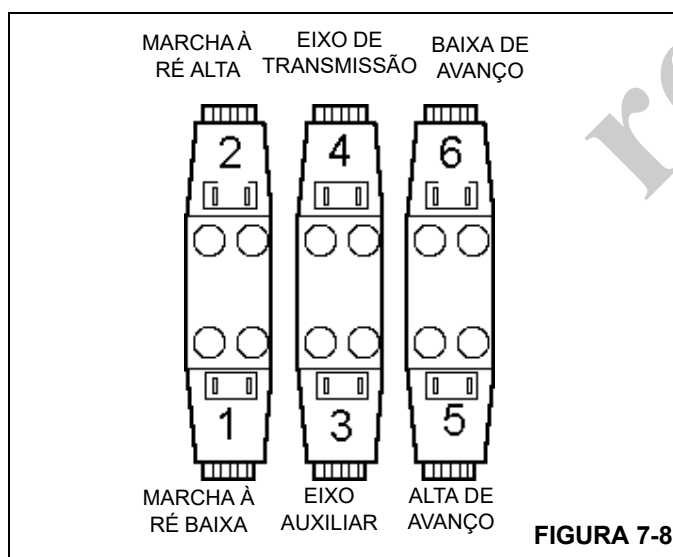 MARCHA À
RÉ ALTA
EIXO DE
TRANSMISSÃO
BAIXA DE
AVANÇO
2
4
6
1
3
5
MARCHA À
RÉ BAIXA
EIXO
AUXILIAR
ALTA DE
AVANÇO
FIGURA 7-8